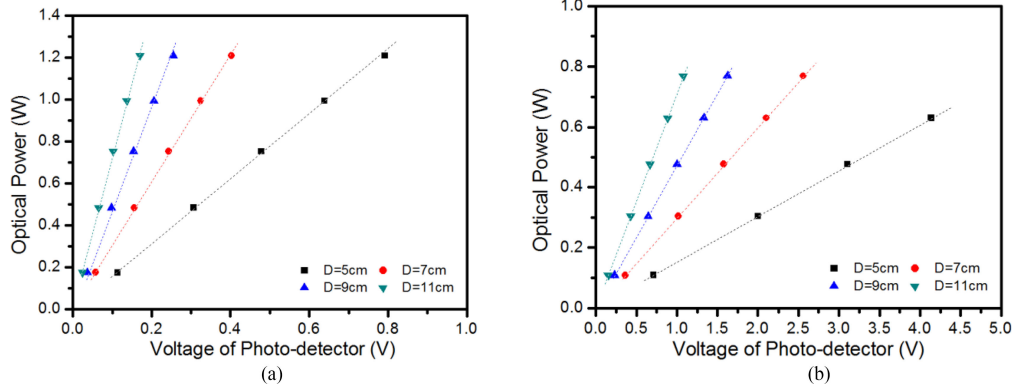 1.4
1.2
1.0
0.8
0.6
0.4
0.2
0.0
Optical Power (W)
0.0 0.2 0.4 0.6 0.8 1.0
Voltage of Photo-detector (V)
D=5cm D=7cm
D=9cm D=11cm
(a)
1.0
0.8
0.6
0.4
0.2
0.0
Optical Power (W)
0.0 0.5 1.0 1.5 2.0 2.5 3.0 3.5 4.0 4.5 5.0
Voltage of Photo-detector (V)
D=5cm D=7cm
D=9cm D=11cm
(b)